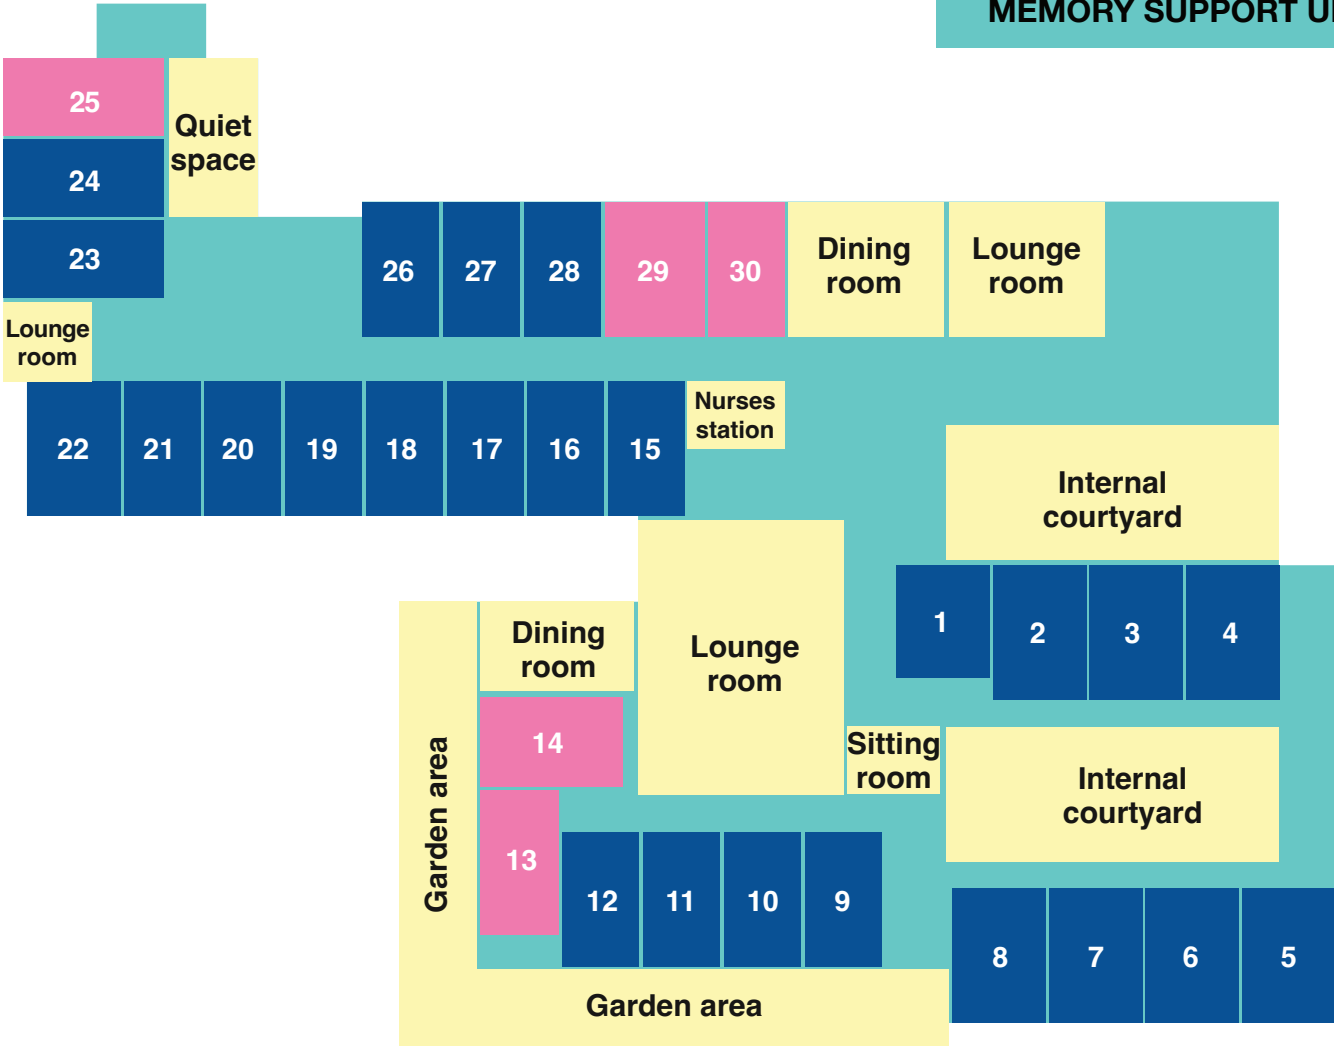 MEMORY SUPPORT
25
Quiet
space
24
23
Lounge
room
26 27 28 29 30
Dining
room
Lounge
room
22 21 20 19 18 17 16 15
Nurses
station
Internal
courtyard
1 2 3 4
Dining
room
Lounge
room
14
Sitting
room
Internal
courtyard
Garden area
13
12 11 10 9
8 7 6 5
Garden area